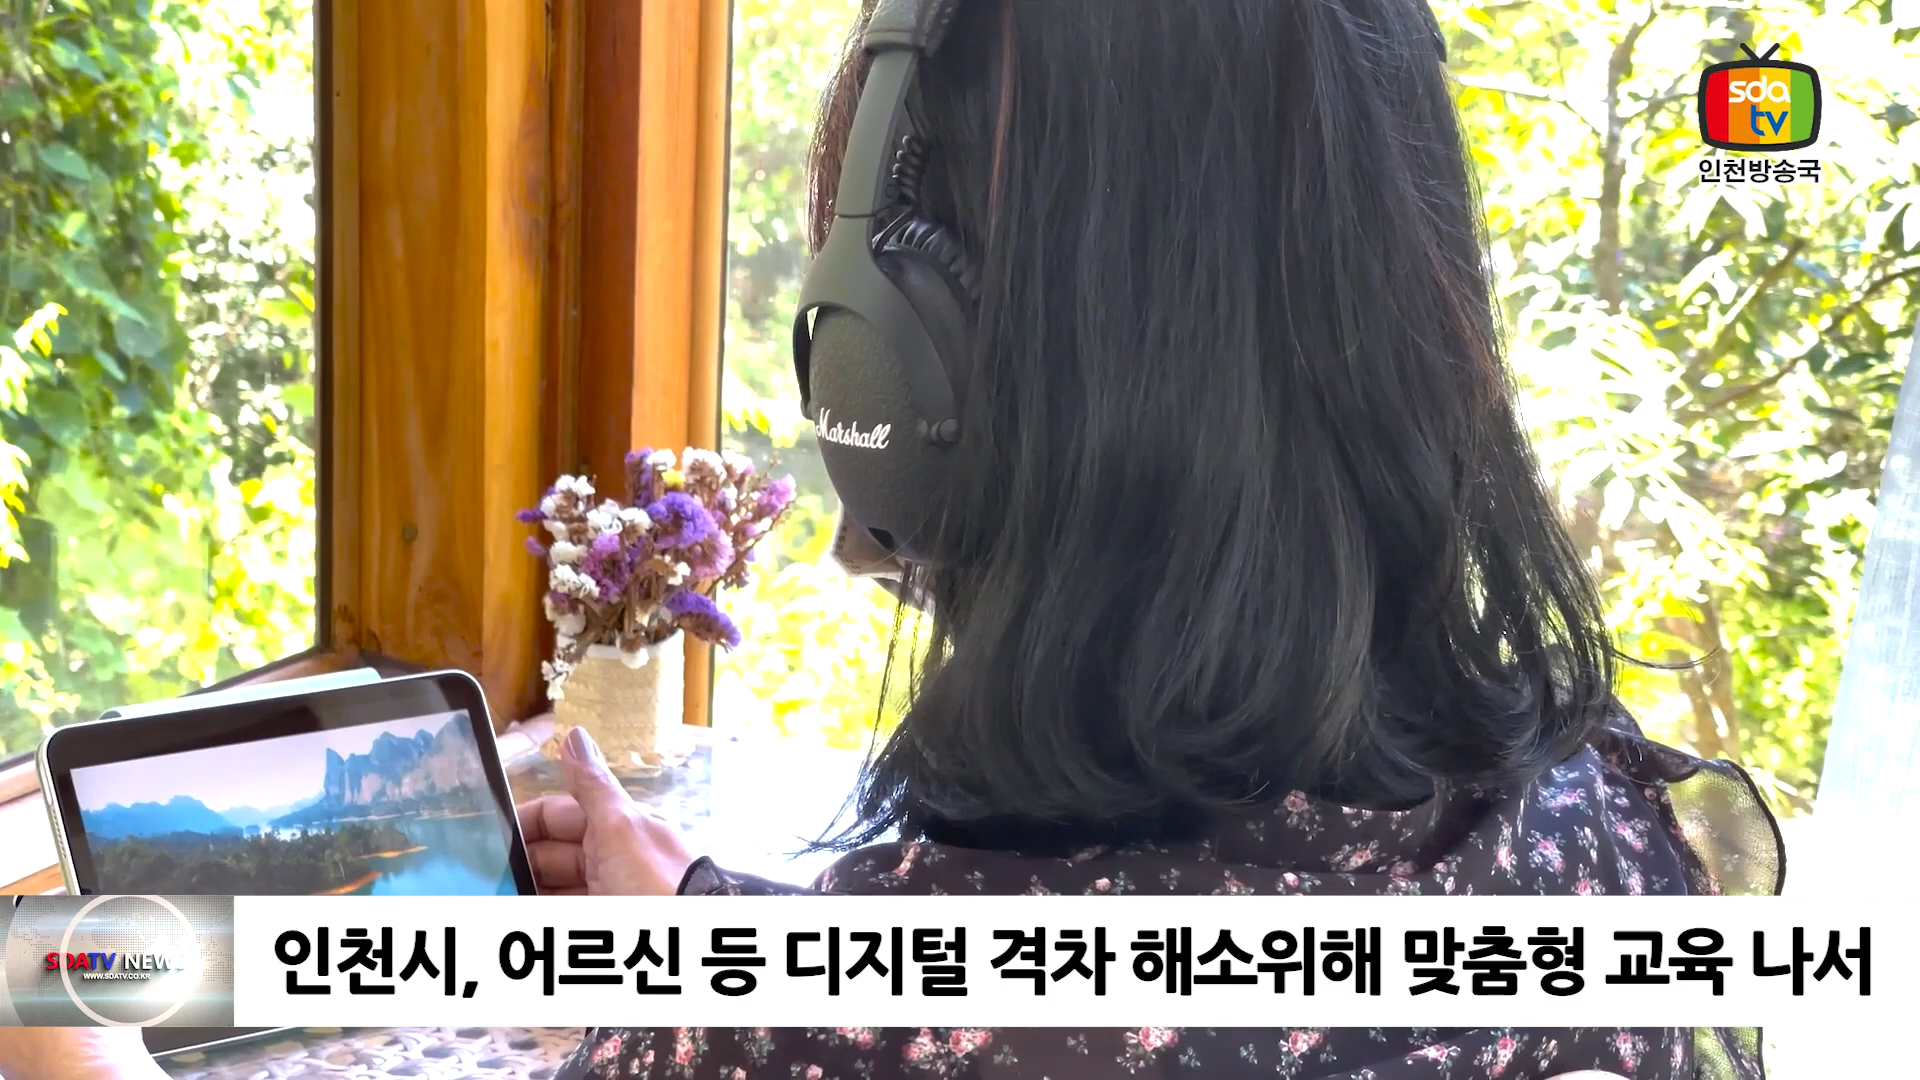 sda
tv
인천방송국
Marshall
SDATV NEWS
WWW.SDATV.CO.KR
인천시, 어르신 등 디지털 격차 해소위해 맞춤형 교육 나서